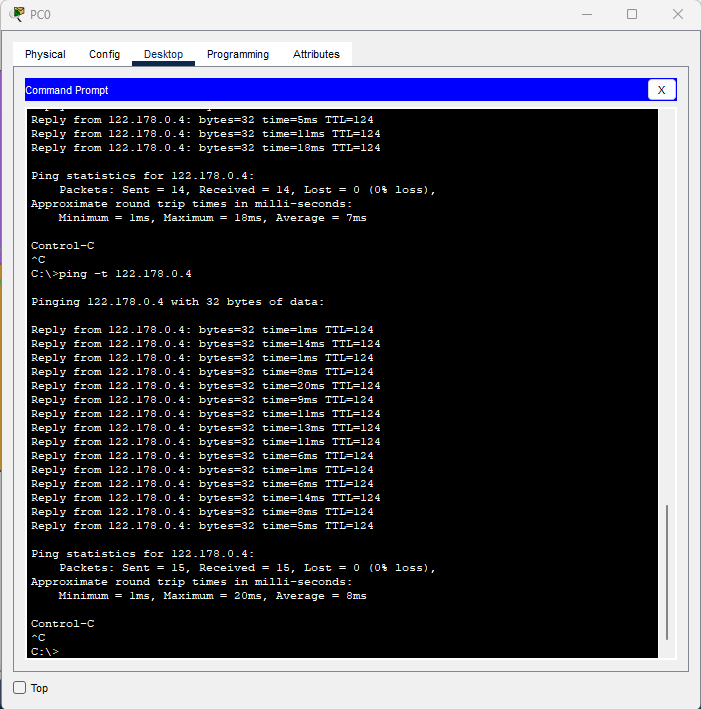 PC0
Physical Config Desktop Programming Attributes
Command Prompt X
Reply from 122.178.0.4: bytes=32 time=5ms TTL=124
Reply from 122.178.0.4: bytes=32 time=11ms TTL=124
Reply from 122.178.0.4: bytes=32 time=18ms TTL=124
Ping statistics for 122.178.0.4:
Packets: Sent = 14, Received = 14, Lost = 0 (0% loss),
Approximate round trip times in milli-seconds:
Minimum = 1ms, Maximum = 18ms, Average = 7ms
Control-C
^C
C:\>ping -t 122.178.0.4
Pinging 122.178.0.4 with 32 bytes of data:
Reply from 122.178.0.4: bytes=32 time=1ms TTL=124
Reply from 122.178.0.4: bytes=32 time=14ms TTL=124
Reply from 122.178.0.4: bytes=32 time=1ms TTL=124
Reply from 122.178.0.4: bytes=32 time=8ms TTL=124
Reply from 122.178.0.4: bytes=32 time=20ms TTL=124
Reply from 122.178.0.4: bytes=32 time=9ms TTL=124
Reply from 122.178.0.4: bytes=32 time=11ms TTL=124
Reply from 122.178.0.4: bytes=32 time=13ms TTL=124
Reply from 122.178.0.4: bytes=32 time=11ms TTL=124
Reply from 122.178.0.4: bytes=32 time=6ms TTL=124
Reply from 122.178.0.4: bytes=32 time=1ms TTL=124
Reply from 122.178.0.4: bytes=32 time=6ms TTL=124
Reply from 122.178.0.4: bytes=32 time=14ms TTL=124
Reply from 122.178.0.4: bytes=32 time=8ms TTL=124
Reply from 122.178.0.4: bytes=32 time=5ms TTL=124
Ping statistics for 122.178.0.4:
Packets: Sent = 15, Received = 15, Lost = 0 (0% loss),
Approximate round trip times in milli-seconds:
Minimum = 1ms, Maximum = 20ms, Average = 8ms
Control-C
^C
C:\>
Top